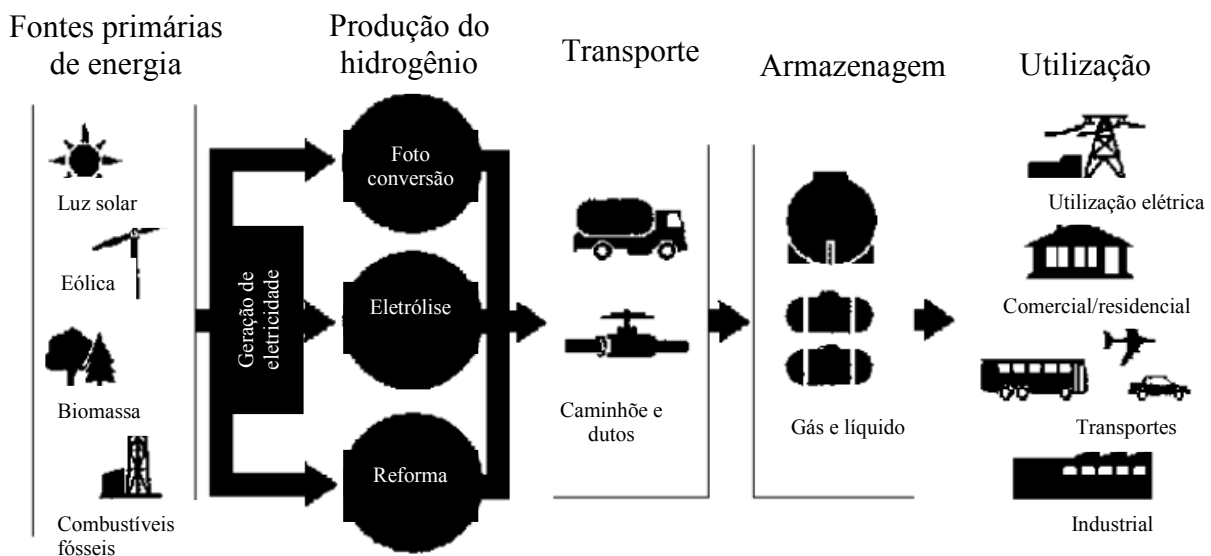 Fontes primárias
de energia
Produção do
hidrogênio
Transporte
Armazenagem
Utilização
Luz solar
Eólica
Biomassa
Combustíveis
fósseis
Geração de
eletricidade
Foto
conversão
Eletrólise
Reforma
Caminhõe e
dutos
Gás e líquido
Utilização elétrica
Comercial/residencial
Transportes
Industrial